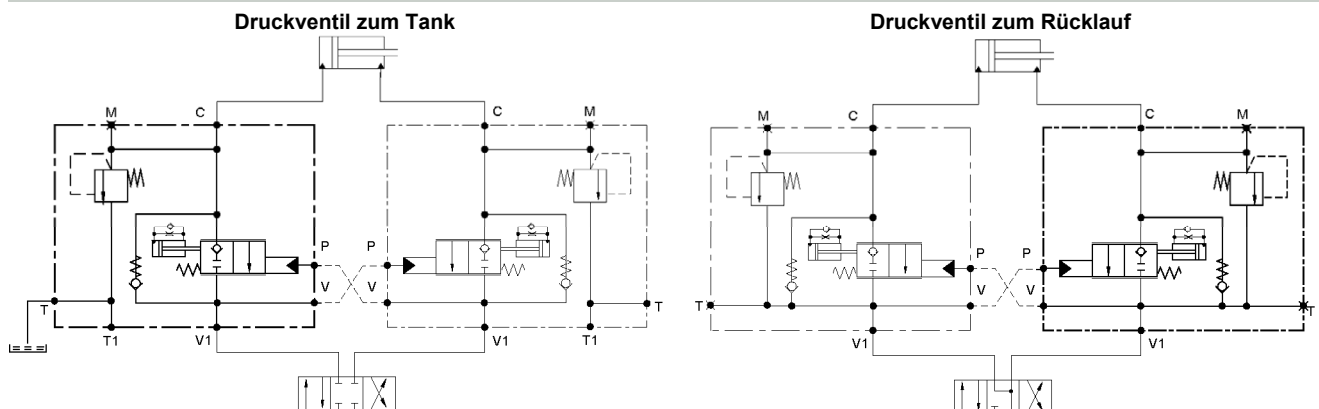 Druckventil zum Tank
Druckventil zum Rücklauf
M C C M
P P
V V
T T
T1 V1 V1 T1
M C C M
P P
V V
T T
V1 V1